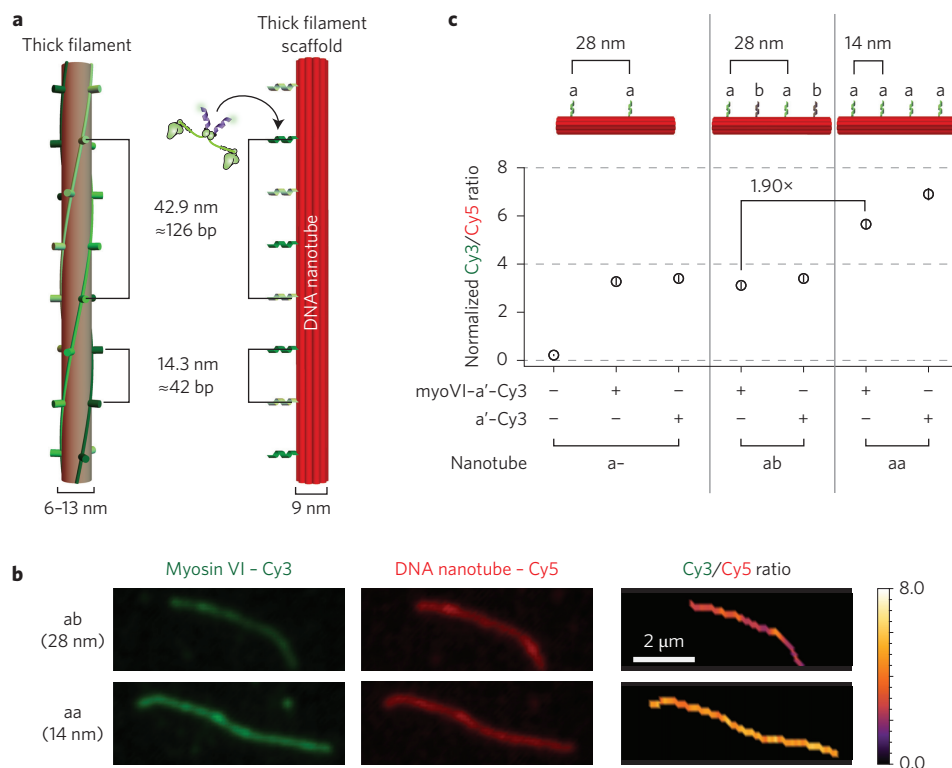 a
Thick filament
Thick filament
scaffold
42.9 nm
≈126 bp
14.3 nm
≈42 bp
DNA nanotube
6–13 nm
9 nm
c
28 nm
28 nm
14 nm
a a
a b a b
a a a a
Normalized Cy3/Cy5 ratio
8
6
4
2
0
1.90×
myoVI–a′–Cy3 – + – + – + –
a′–Cy3 – – + – + – +
Nanotube a– ab aa
b
Myosin VI – Cy3
DNA nanotube – Cy5
Cy3/Cy5 ratio
ab
(28 nm)
2 μm
aa
(14 nm)
8.0
0.0